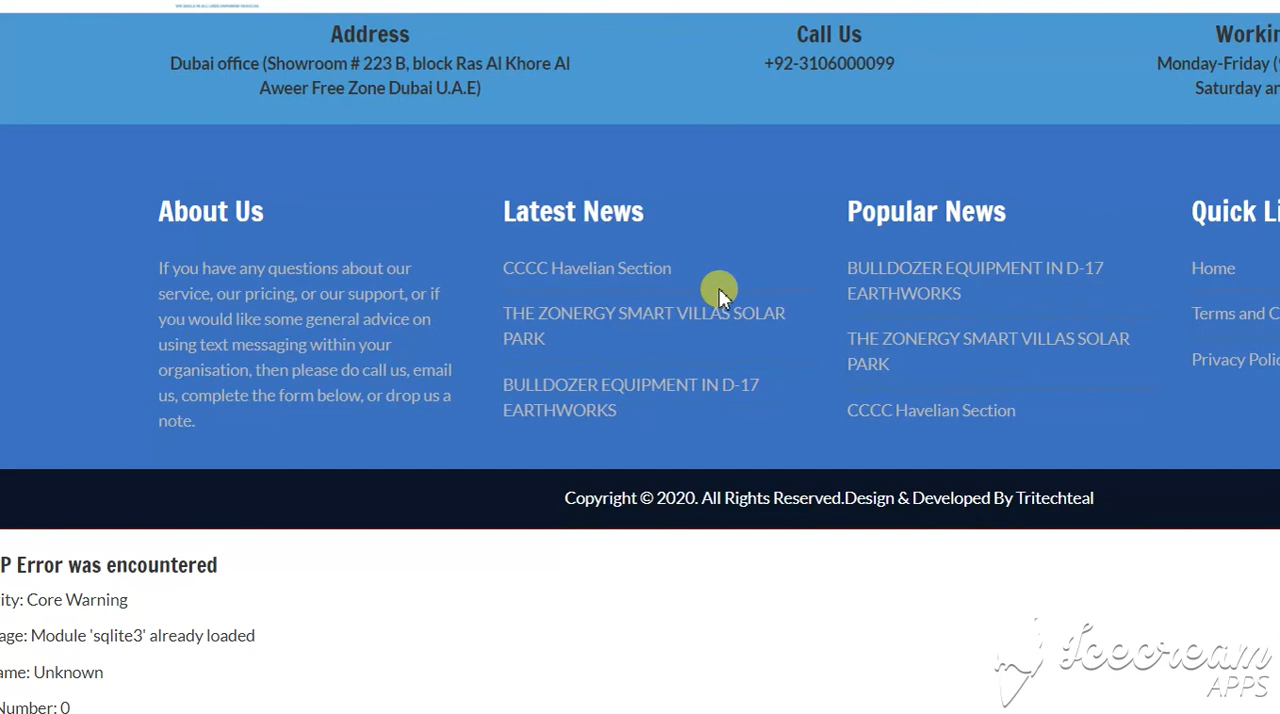 Address
Dubai office (Showroom # 223 B, block Ras Al Khore Al
Aweer Free Zone Dubai U.A.E)
Call Us
+92-3106000099
Workin
Monday-Friday (
Saturday an
About Us
If you have any questions about our
service, our pricing, or our support, or if
you would like some general advice on
using text messaging within your
organisation, then please do call us, email
us, complete the form below, or drop us a
note.
Latest News
CCCC Havelian Section
THE ZONERGY SMART VILLAS SOLAR
PARK
BULLDOZER EQUIPMENT IN D-17
EARTHWORKS
Popular News
BULLDOZER EQUIPMENT IN D-17
EARTHWORKS
THE ZONERGY SMART VILLAS SOLAR
PARK
CCCC Havelian Section
Quick Li
Home
Terms and C
Privacy Polic
Copyright © 2020. All Rights Reserved.Design & Developed By Tritechteal
P Error was encountered
ity: Core Warning
age: Module 'sqlite3' already loaded
ame: Unknown
Number: 0
Icecream
APPS